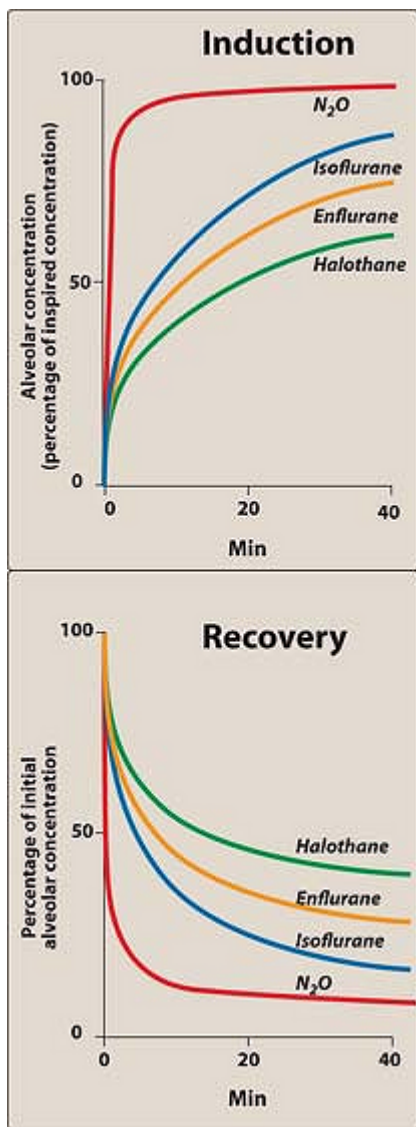 Induction
100
50
0
Alveolar concentration
(percentage of inspired concentration)
N₂O
Isoflurane
Enflurane
Halothane
0 20 40
Min
Recovery
100
50
0
Percentage of initial
alveolar concentration
Halothane
Enflurane
Isoflurane
N₂O
0 20 40
Min